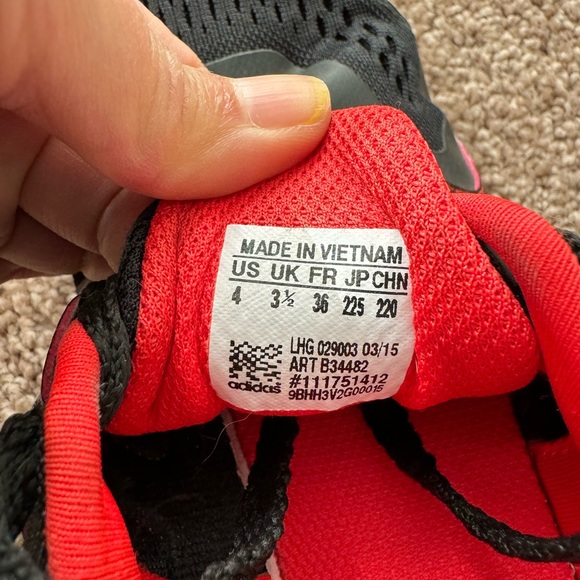 MADE IN VIETNAM
US UK FR JP CHN
4 3½ 36 225 220
LHG 029003 03/15
ART B34482
#111751412
adidas 9BHH3V2G00015